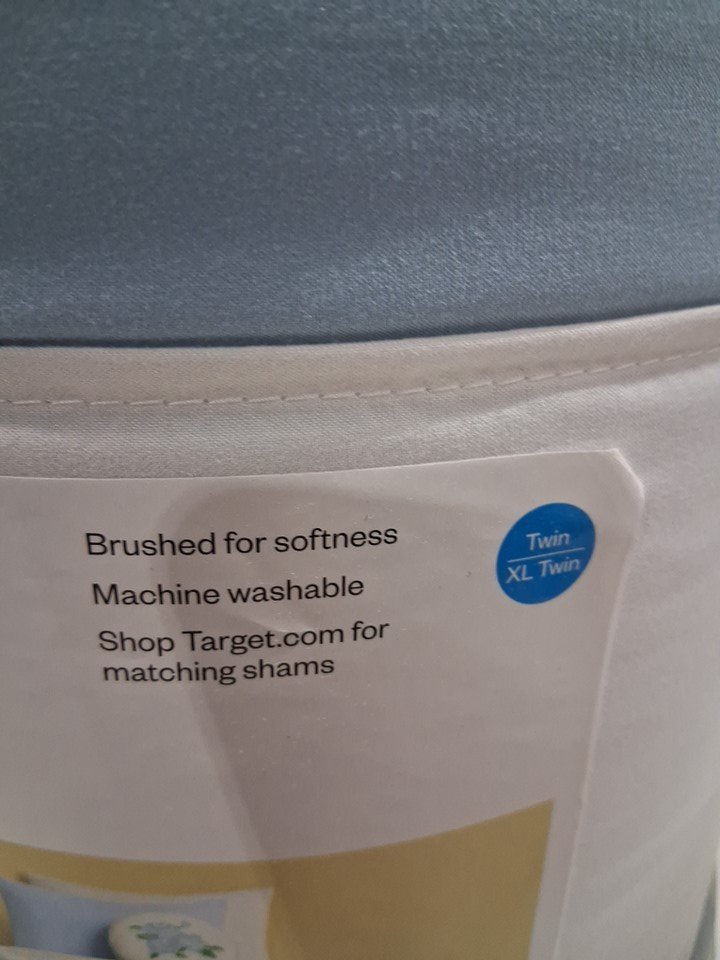 Brushed for softness
Machine washable
Shop Target.com for
matching shams
Twin
XL Twin